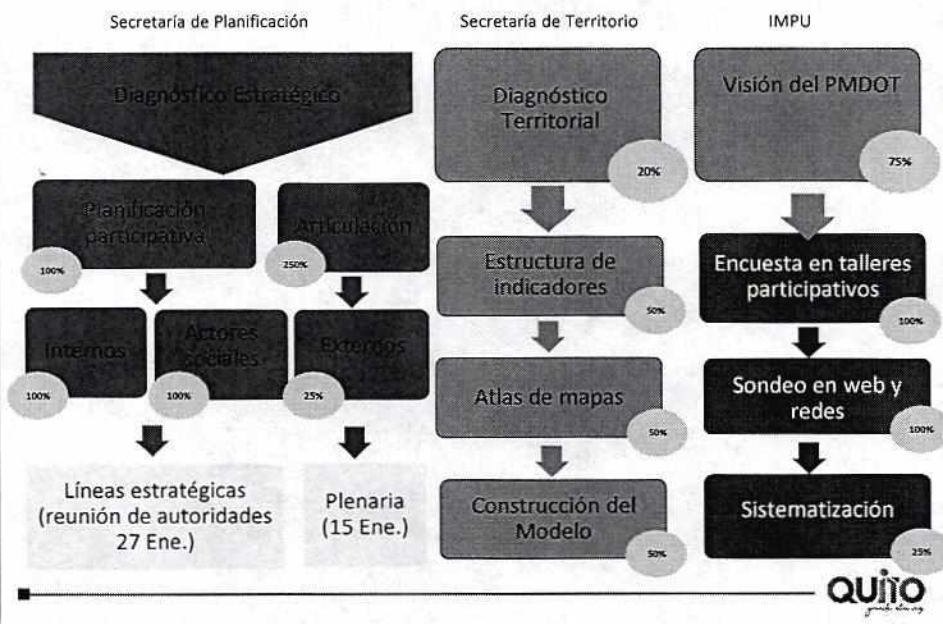 Secretaría de Planificación
Diagnóstico Estratégico
Planificación
participativa
100%
Articulación
250%
Internos
100%
Actores
sociales
100%
Externos
25%
Líneas estratégicas
(reunión de autoridades
27 Ene.)
Plenaria
(15 Ene.)
Secretaría de Territorio
Diagnóstico
Territorial
20%
Estructura de
indicadores
50%
Atlas de mapas
50%
Construcción del
Modelo
50%
IMPU
Visión del PMDOT
75%
Encuesta en talleres
participativos
100%
Sondeo en web y
redes
100%
Sistematización
25%
QUITO